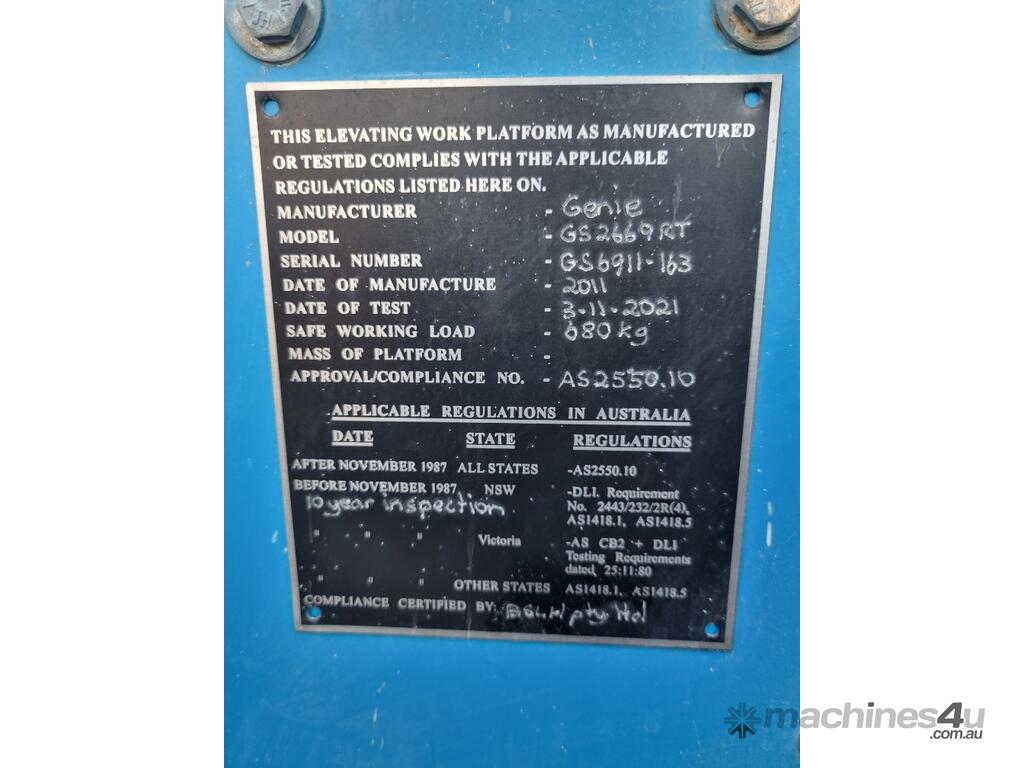 THIS ELEVATING WORK PLATFORM AS MANUFACTURED
OR TESTED COMPLIES WITH THE APPLICABLE
REGULATIONS LISTED HERE ON.
MANUFACTURER - Genie
MODEL - GS2669RT
SERIAL NUMBER - GS6911-163
DATE OF MANUFACTURE - 2011
DATE OF TEST - 3-11-2021
SAFE WORKING LOAD - 680kg
MASS OF PLATFORM -
APPROVAL/COMPLIANCE NO. - AS2550.10
APPLICABLE REGULATIONS IN AUSTRALIA
DATE STATE REGULATIONS
AFTER NOVEMBER 1987 ALL STATES -AS2550.10
BEFORE NOVEMBER 1987 NSW -DLI. Requirement
10 year inspection No. 2443/232/2R(4),
AS1418.1, AS1418.5
" " " Victoria -AS CB2 + DLI
Testing Requirements
dated 25:11:80
" " " OTHER STATES AS1418.1, AS1418.5
COMPLIANCE CERTIFIED BY: pty
machines4u
.com.au